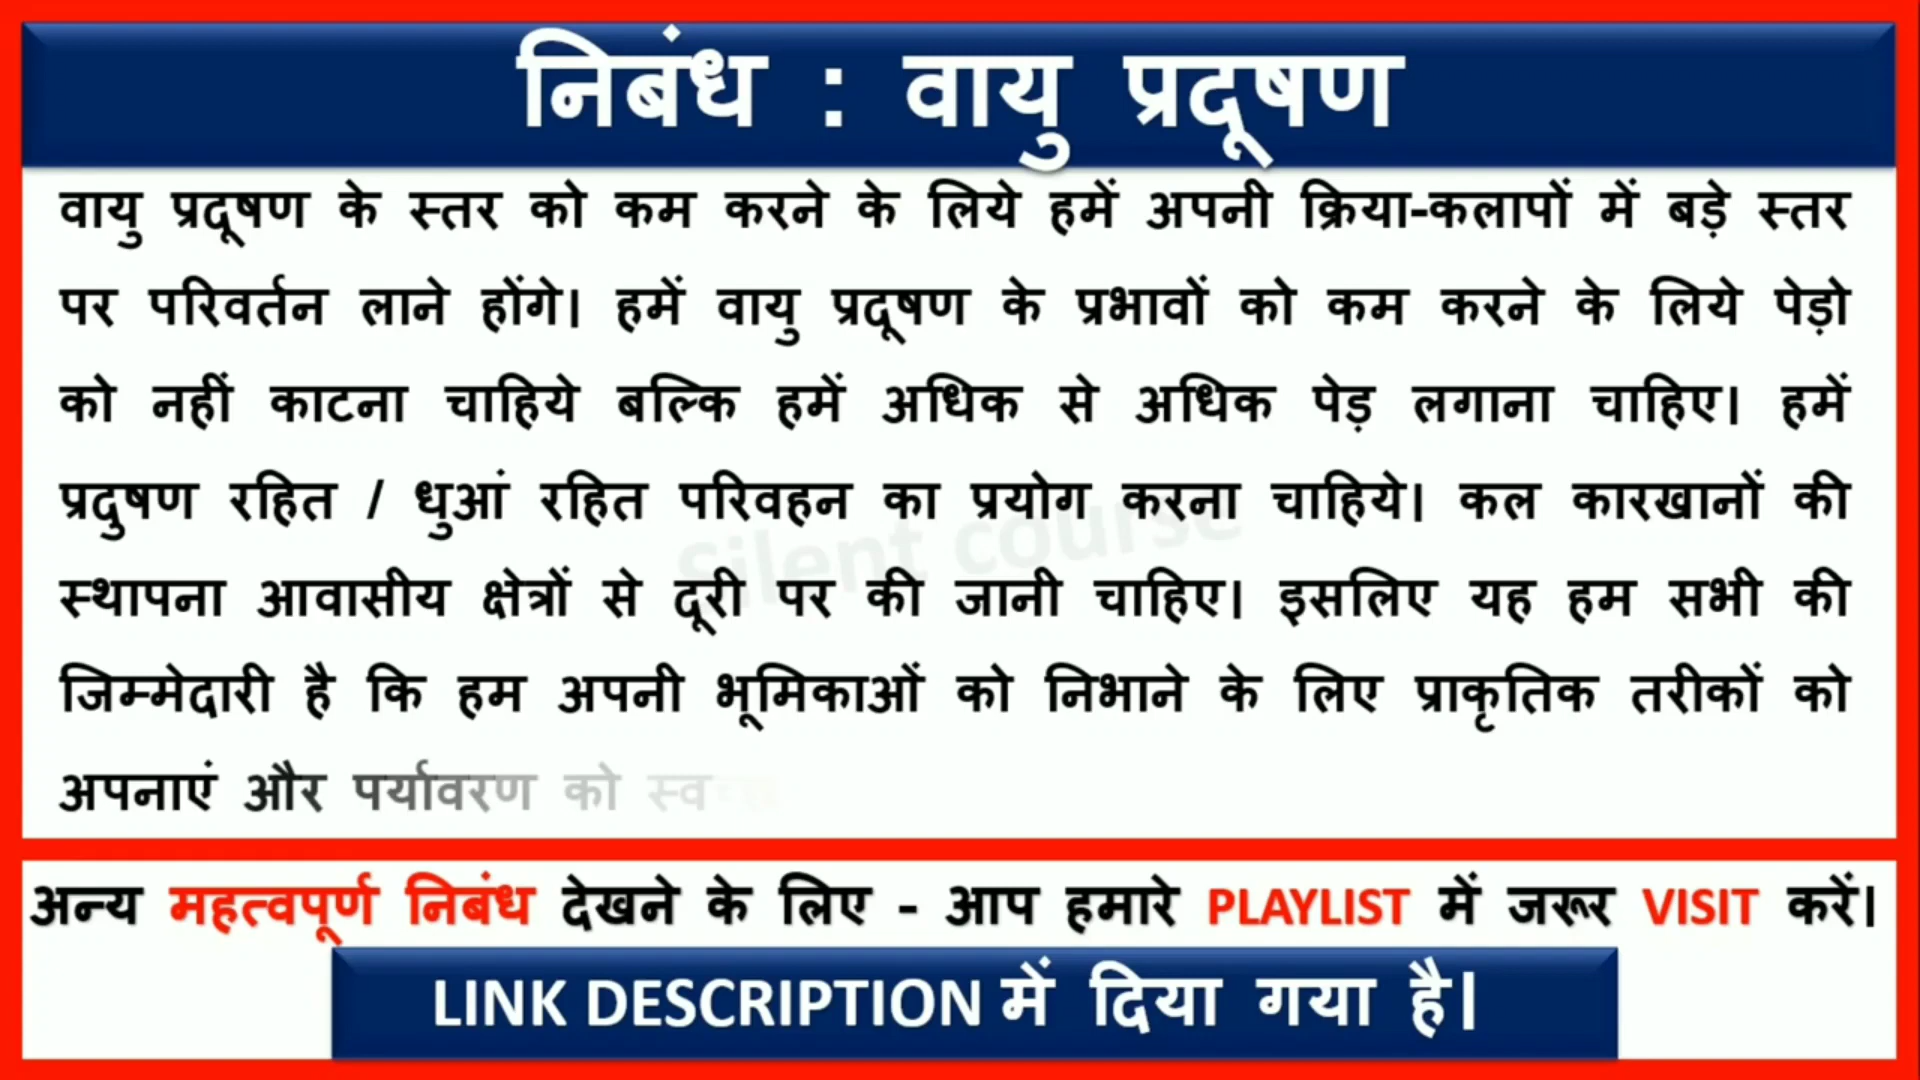 निबंध : वायु प्रदूषण
वायु प्रदूषण के स्तर को कम करने के लिये हमें अपनी क्रिया-कलापों में बड़े स्तर
पर परिवर्तन लाने होंगे। हमें वायु प्रदूषण के प्रभावों को कम करने के लिये पेड़ो
को नहीं काटना चाहिये बल्कि हमें अधिक से अधिक पेड़ लगाना चाहिए। हमें
प्रदुषण रहित / धुआं रहित परिवहन का प्रयोग करना चाहिये। कल कारखानों की
Silent course
स्थापना आवासीय क्षेत्रों से दूरी पर की जानी चाहिए। इसलिए यह हम सभी की
जिम्मेदारी है कि हम अपनी भूमिकाओं को निभाने के लिए प्राकृतिक तरीकों को
अपनाएं और पर्यावरण को
अन्य महत्वपूर्ण निबंध देखने के लिए - आप हमारे PLAYLIST में जरूर VISIT करें।
LINK DESCRIPTION में दिया गया है।